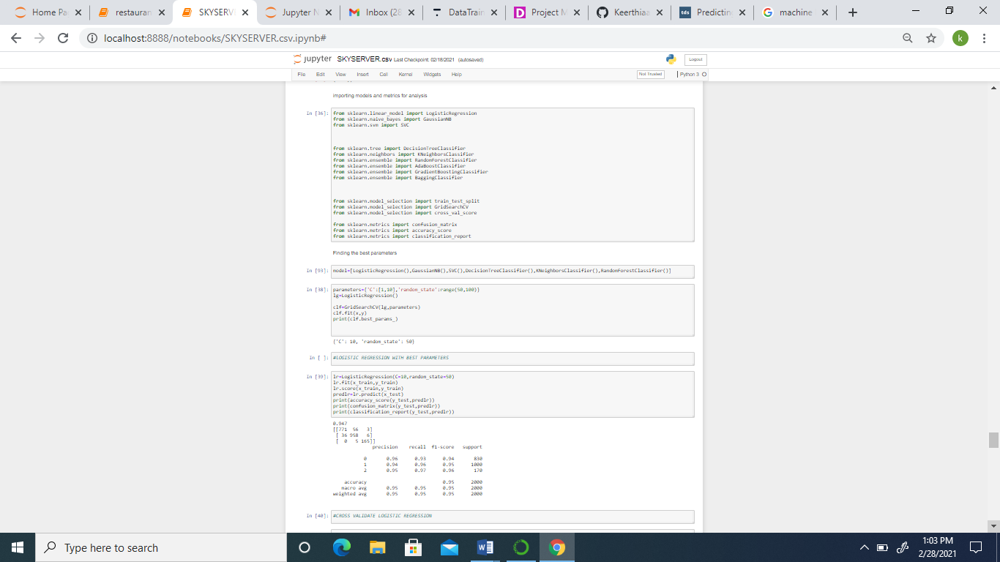 Home Pa
restauran
SKYSERV
Jupyter N
Inbox (28
DataTrain
Project M
Keerthiaa
tds Predictin
machine
localhost:8888/notebooks/SKYSERVER.csv.ipynb#
k
jupyter SKYSERVER.csv Last Checkpoint: 02/18/2021 (autosaved)
Logout
File Edit View Insert Cell Kernel Widgets Help
Not Trusted
Python 3
importing models and metrics for analysis
In [36]: from sklearn.linear_model import LogisticRegression
from sklearn.naive_bayes import GaussianNB
from sklearn.svm import SVC
from sklearn.tree import DecisionTreeClassifier
from sklearn.neighbors import KNeighborsClassifier
from sklearn.ensemble import RandomForestClassifier
from sklearn.ensemble import AdaBoostClassifier
from sklearn.ensemble import GradientBoostingClassifier
from sklearn.ensemble import BaggingClassifier
from sklearn.model_selection import train_test_split
from sklearn.model_selection import GridSearchCV
from sklearn.model_selection import cross_val_score
from sklearn.metrics import confusion_matrix
from sklearn.metrics import accuracy_score
from sklearn.metrics import classification_report
Finding the best parameters
In [93]: model=[LogisticRegression(),GaussianNB(),SVC(),DecisionTreeClassifier(),KNeighborsClassifier(),RandomForestClassifier()]
In [38]: parameters={'C':[1,10],'random_state':range(50,100)}
lg=LogisticRegression()
clf=GridSearchCV(lg,parameters)
clf.fit(x,y)
print(clf.best_params_)
{'C': 10, 'random_state': 50}
In [ ]: #LOGISTIC REGRESSION WITH BEST PARAMETERS
In [39]: lr=LogisticRegression(C=10,random_state=50)
lr.fit(x_train,y_train)
lr.score(x_train,y_train)
predlr=lr.predict(x_test)
print(accuracy_score(y_test,predlr))
print(confusion_matrix(y_test,predlr))
print(classification_report(y_test,predlr))
0.947
[[771 56 3]
[ 36 958 6]
[ 0 5 165]]
precision recall f1-score support
0 0.96 0.93 0.94 830
1 0.94 0.96 0.95 1000
2 0.95 0.97 0.96 170
accuracy 0.95 2000
macro avg 0.95 0.95 0.95 2000
weighted avg 0.95 0.95 0.95 2000
In [40]: #CROSS VALIDATE LOGISTIC REGRESSION
Type here to search
1:03 PM
2/28/2021